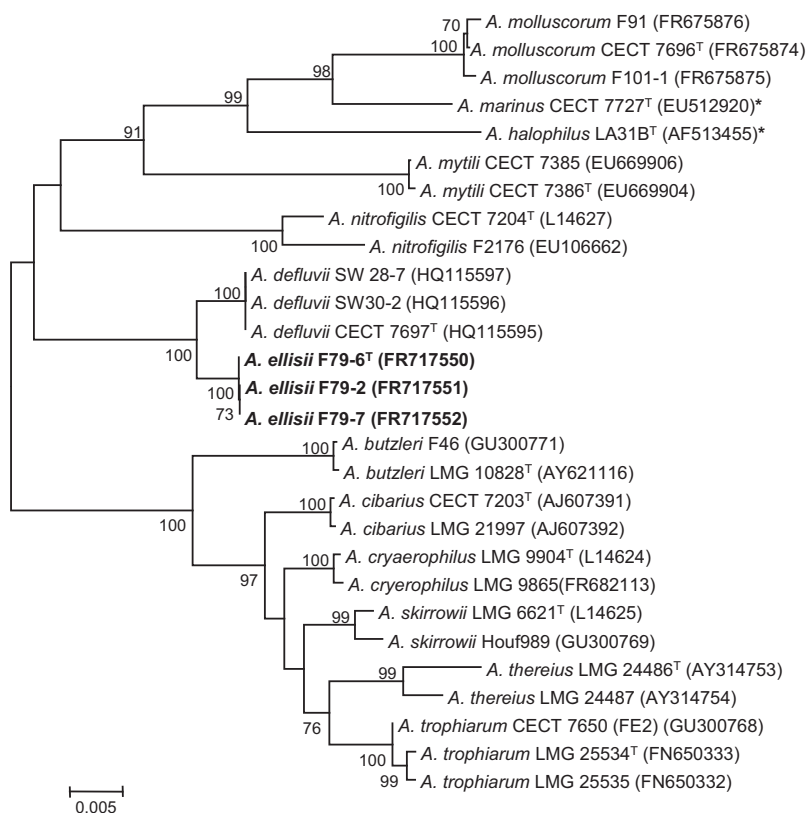 70
A. molluscorum F91 (FR675876)
100
A. molluscorum CECT 7696ᵀ (FR675874)
A. molluscorum F101-1 (FR675875)
98
A. marinus CECT 7727ᵀ (EU512920)*
99
A. halophilus LA31Bᵀ (AF513455)*
91
A. mytili CECT 7385 (EU669906)
100
A. mytili CECT 7386ᵀ (EU669904)
A. nitrofigilis CECT 7204ᵀ (L14627)
100
A. nitrofigilis F2176 (EU106662)
A. defluvii SW 28-7 (HQ115597)
100
A. defluvii SW30-2 (HQ115596)
A. defluvii CECT 7697ᵀ (HQ115595)
100
A. ellisii F79-6ᵀ (FR717550)
100
A. ellisii F79-2 (FR717551)
73
A. ellisii F79-7 (FR717552)
100
A. butzleri F46 (GU300771)
A. butzleri LMG 10828ᵀ (AY621116)
100
A. cibarius CECT 7203ᵀ (AJ607391)
100
A. cibarius LMG 21997 (AJ607392)
100
A. cryaerophilus LMG 9904ᵀ (L14624)
97
A. cryerophilus LMG 9865(FR682113)
99
A. skirrowii LMG 6621ᵀ (L14625)
A. skirrowii Houf989 (GU300769)
99
A. thereius LMG 24486ᵀ (AY314753)
A. thereius LMG 24487 (AY314754)
76
A. trophiarum CECT 7650 (FE2) (GU300768)
100
A. trophiarum LMG 25534ᵀ (FN650333)
99
A. trophiarum LMG 25535 (FN650332)
0.005